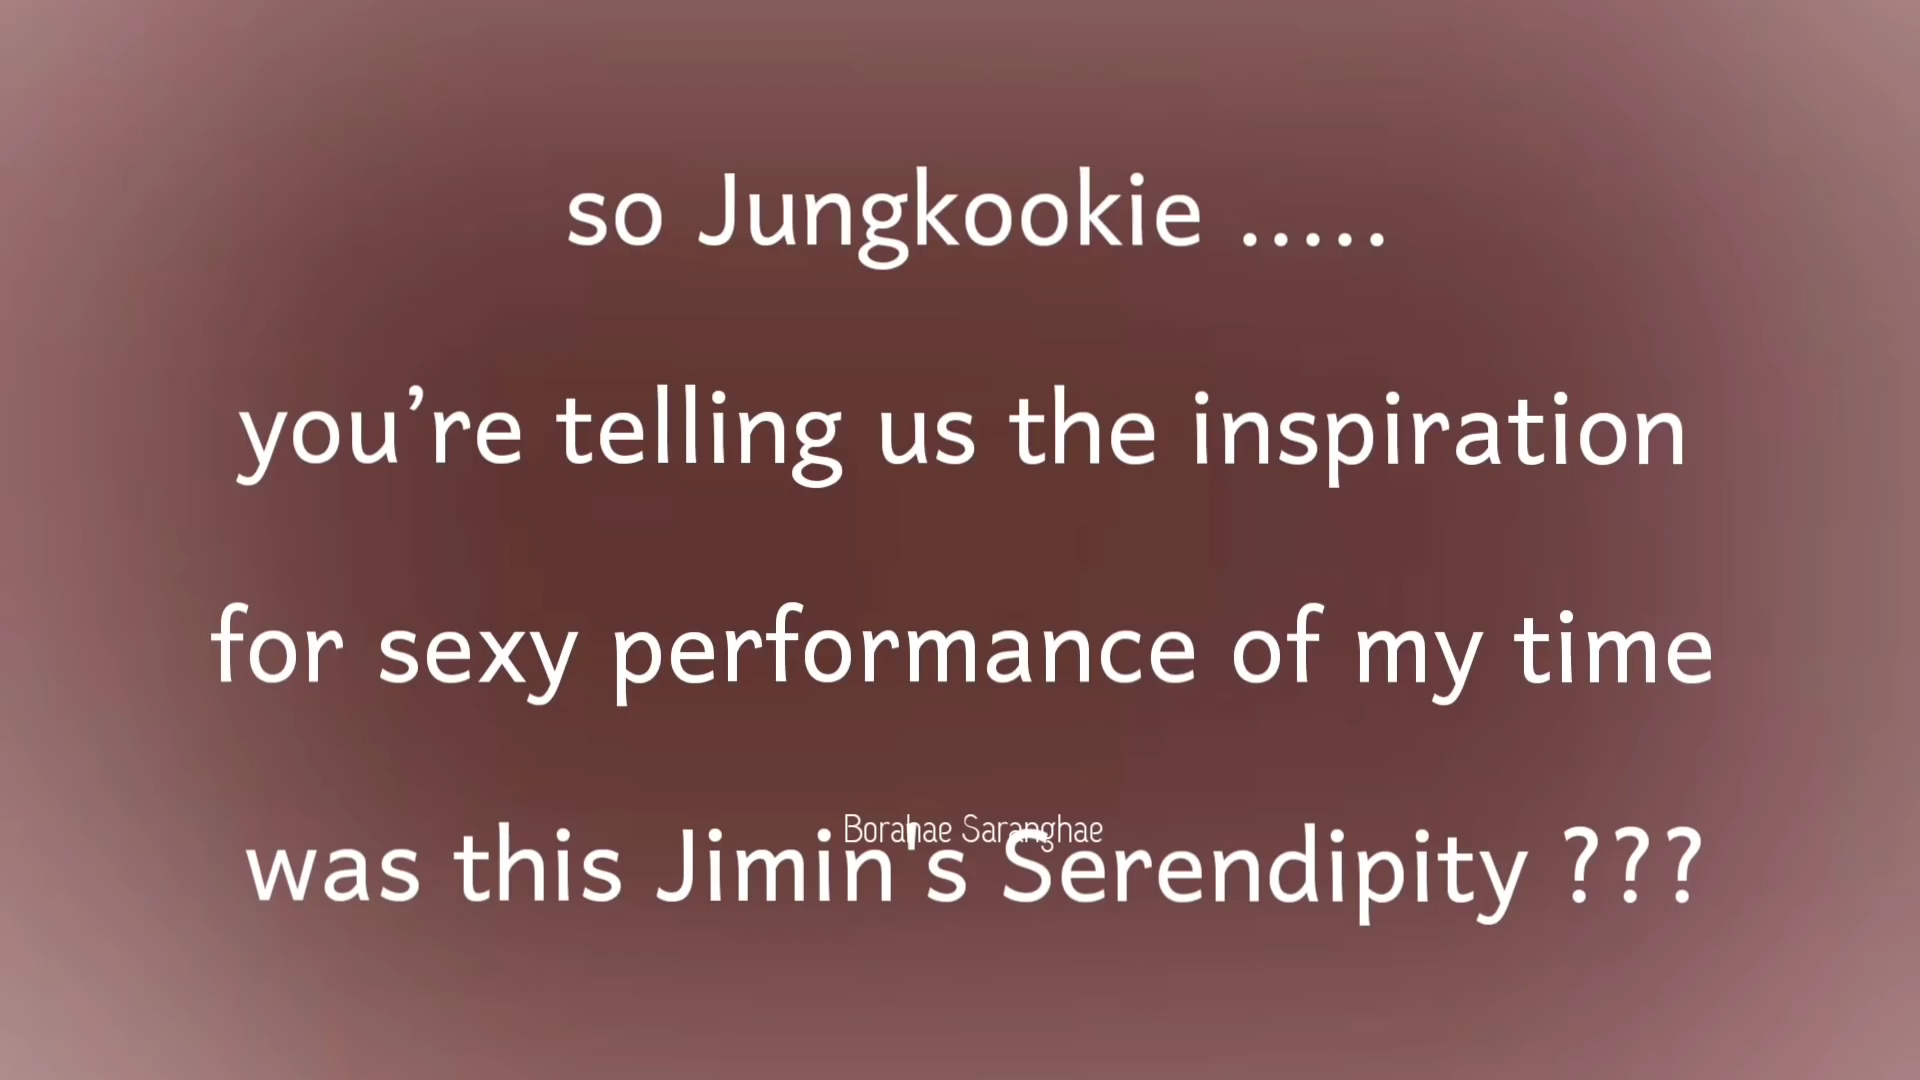 so Jungkookie .....
you’re telling us the inspiration
for sexy performance of my time
Borahae Saranghae
was this Jimin's Serendipity ???